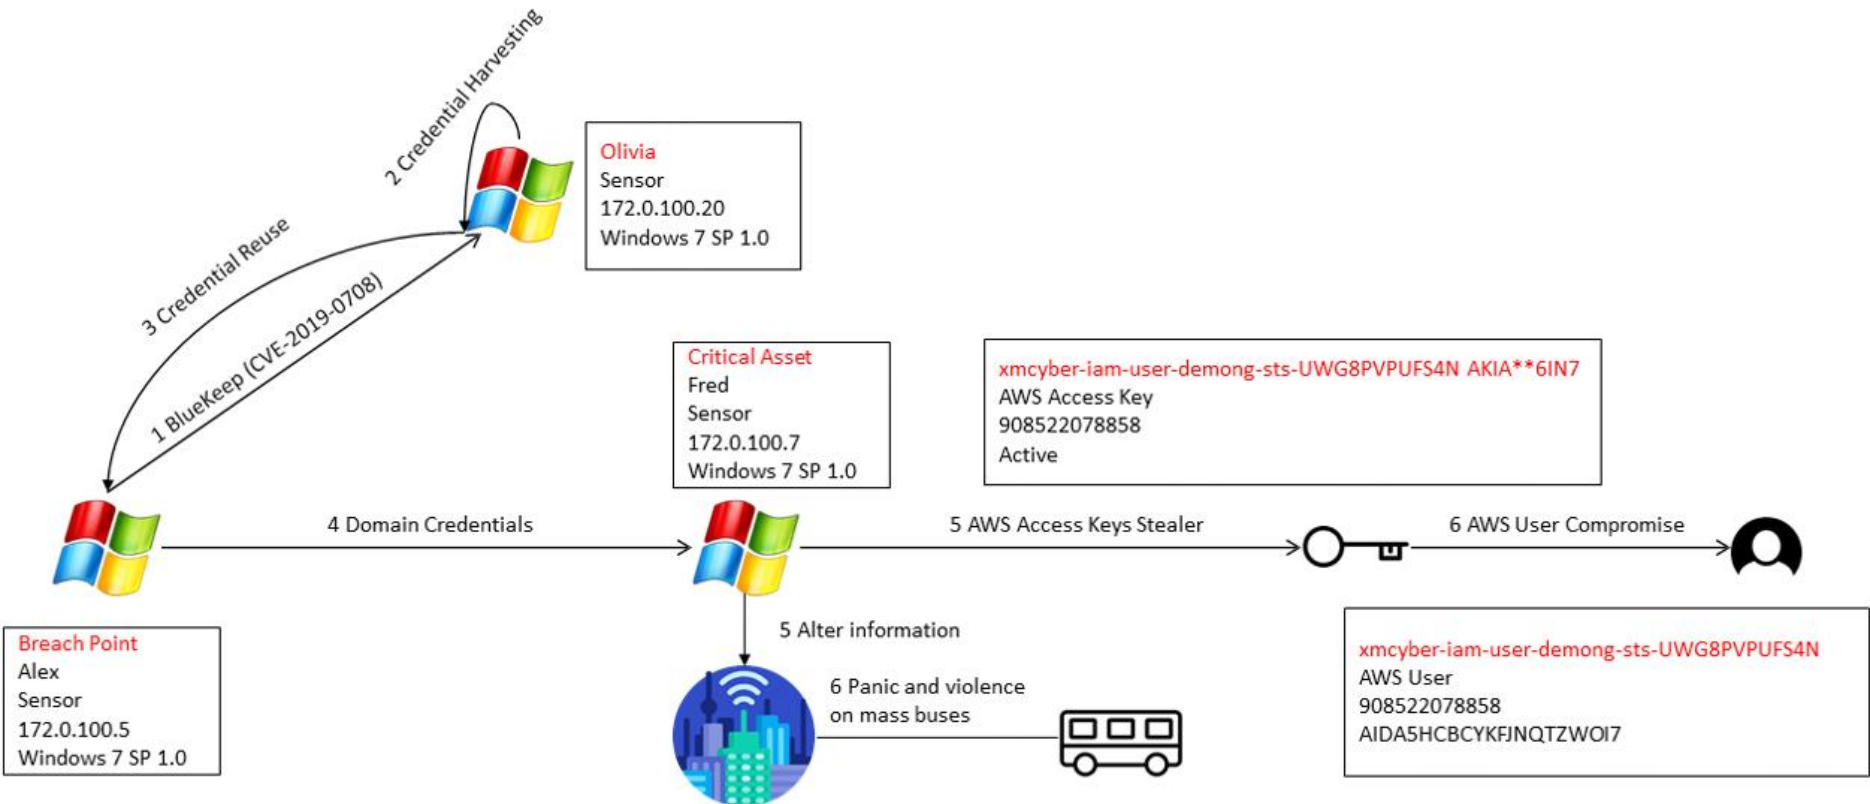 2 Credential Harvesting
Olivia
Sensor
172.0.100.20
Windows 7 SP 1.0
3 Credential Reuse
1 BlueKeep (CVE-2019-0708)
Critical Asset
Fred
Sensor
172.0.100.7
Windows 7 SP 1.0
xmcyber-iam-user-demong-sts-UWG8PVPUFS4N AKIA**6IN7
AWS Access Key
908522078858
Active
4 Domain Credentials
5 AWS Access Keys Stealer
6 AWS User Compromise
Breach Point
Alex
Sensor
172.0.100.5
Windows 7 SP 1.0
5 Alter information
6 Panic and violence
on mass buses
xmcyber-iam-user-demong-sts-UWG8PVPUFS4N
AWS User
908522078858
AIDA5HCBCYKFJNQTZWOI7